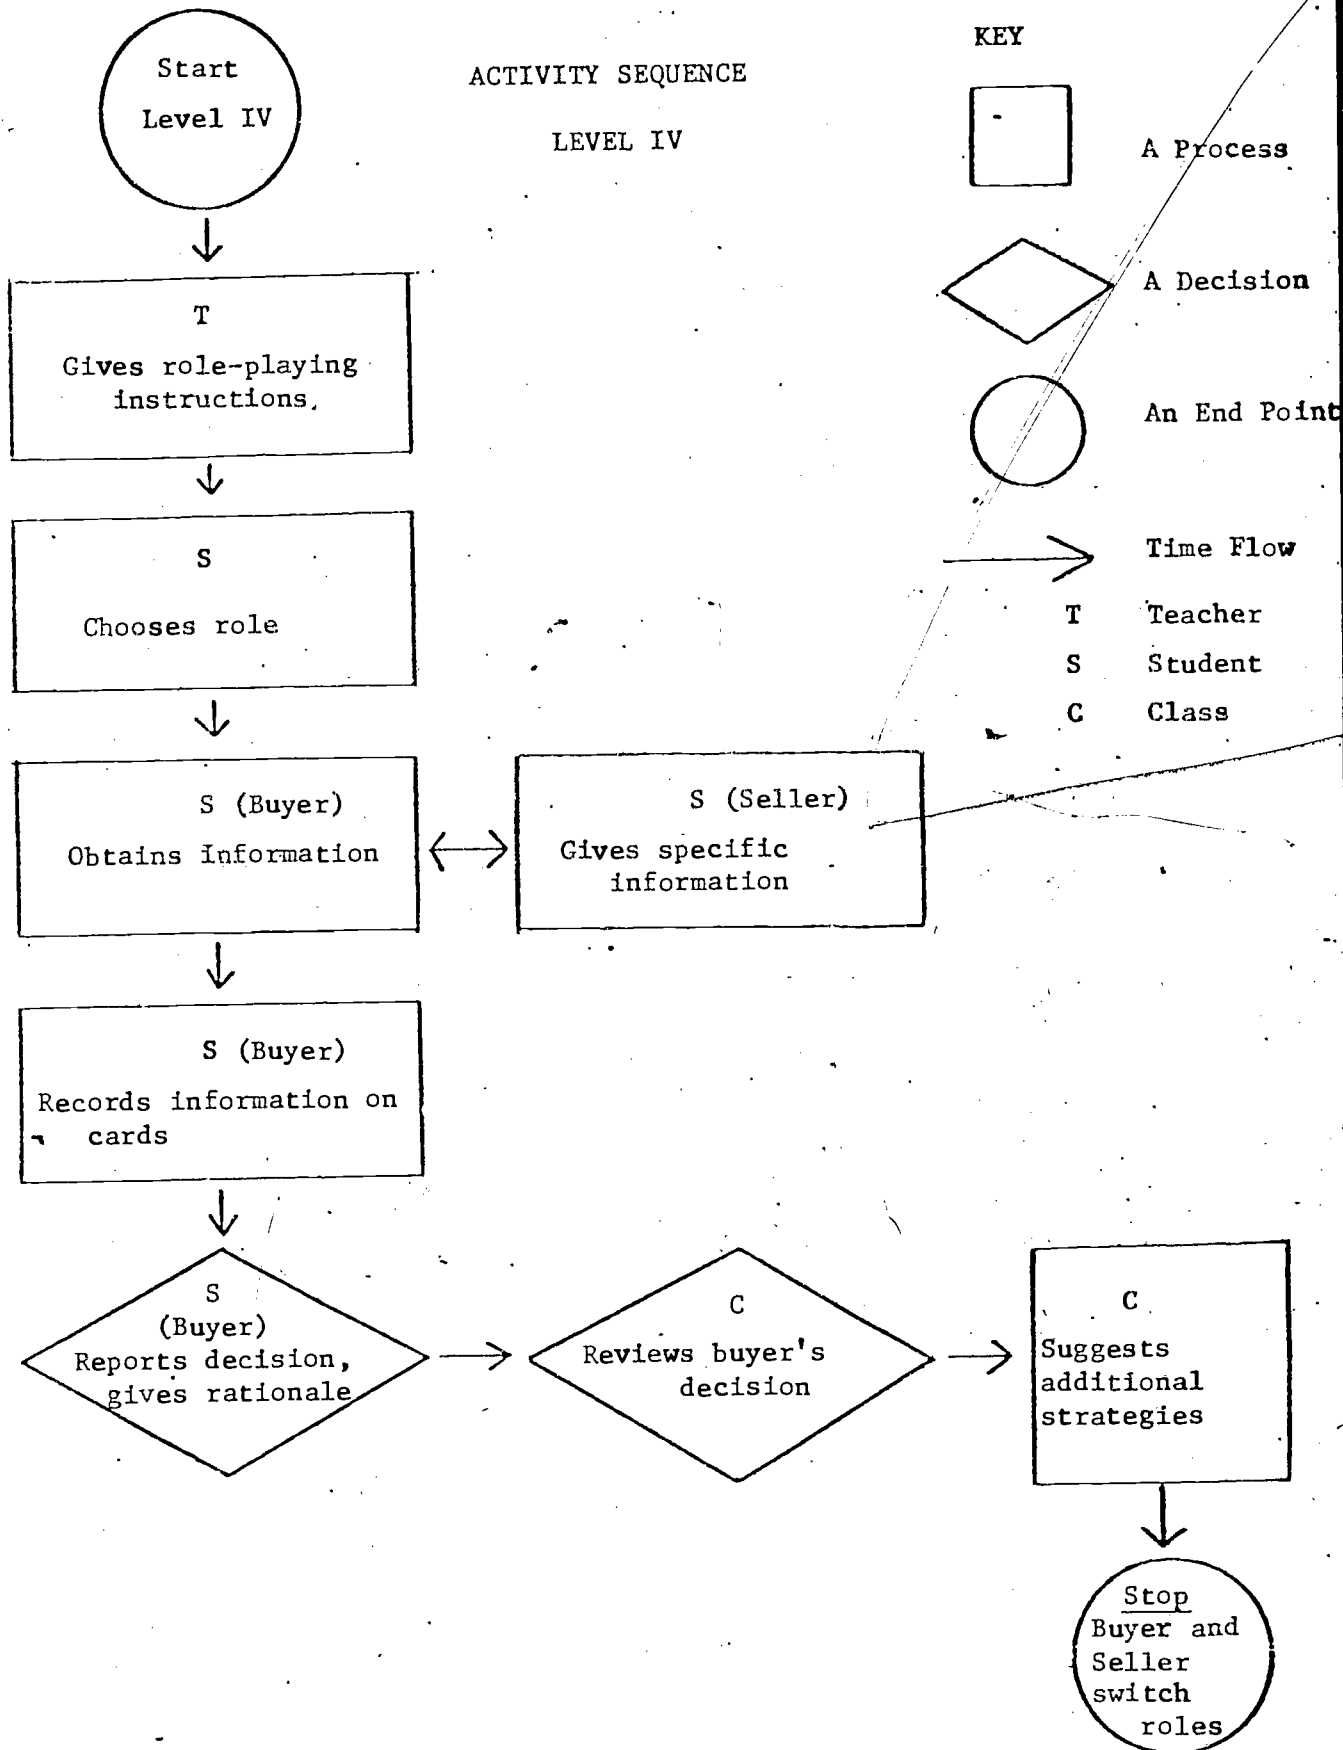 Start
Level IV
ACTIVITY SEQUENCE
LEVEL IV
KEY
A Process
A Decision
An End Point
Time Flow
T Teacher
S Student
C Class
T
Gives role-playing
instructions.
S
Chooses role
S (Buyer)
Obtains Information
S (Seller)
Gives specific
information
S (Buyer)
Records information on
cards
S
(Buyer)
Reports decision,
gives rationale
C
Reviews buyer's
decision
C
Suggests
additional
strategies
Stop
Buyer and
Seller
switch
roles